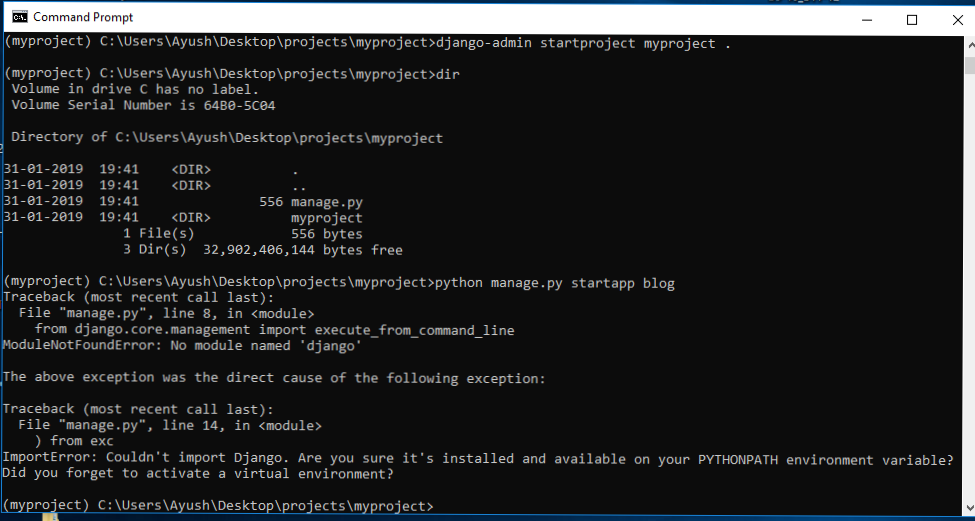 Command Prompt
(myproject) C:\Users\Ayush\Desktop\projects\myproject>django-admin startproject myproject .
(myproject) C:\Users\Ayush\Desktop\projects\myproject>dir
Volume in drive C has no label.
Volume Serial Number is 64B0-5C04
Directory of C:\Users\Ayush\Desktop\projects\myproject
31-01-2019  19:41    <DIR>          .
31-01-2019  19:41    <DIR>          ..
31-01-2019  19:41               556 manage.py
31-01-2019  19:41    <DIR>          myproject
1 File(s)            556 bytes
3 Dir(s)  32,902,406,144 bytes free
(myproject) C:\Users\Ayush\Desktop\projects\myproject>python manage.py startapp blog
Traceback (most recent call last):
File "manage.py", line 8, in <module>
from django.core.management import execute_from_command_line
ModuleNotFoundError: No module named 'django'
The above exception was the direct cause of the following exception:
Traceback (most recent call last):
File "manage.py", line 14, in <module>
) from exc
ImportError: Couldn't import Django. Are you sure it's installed and available on your PYTHONPATH environment variable?
Did you forget to activate a virtual environment?
(myproject) C:\Users\Ayush\Desktop\projects\myproject>